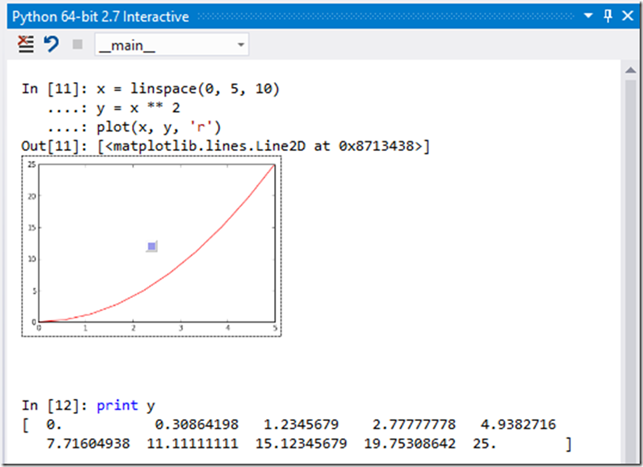 Python 64-bit 2.7 Interactive
__main__
In [11]: x = linspace(0, 5, 10)
....: y = x ** 2
....: plot(x, y, 'r')
Out[11]: [<matplotlib.lines.Line2D at 0x8713438>]
25
20
15
10
5
0
0 1 2 3 4 5
In [12]: print y
[ 0. 0.30864198 1.2345679 2.77777778 4.9382716
7.71604938 11.11111111 15.12345679 19.75308642 25. ]